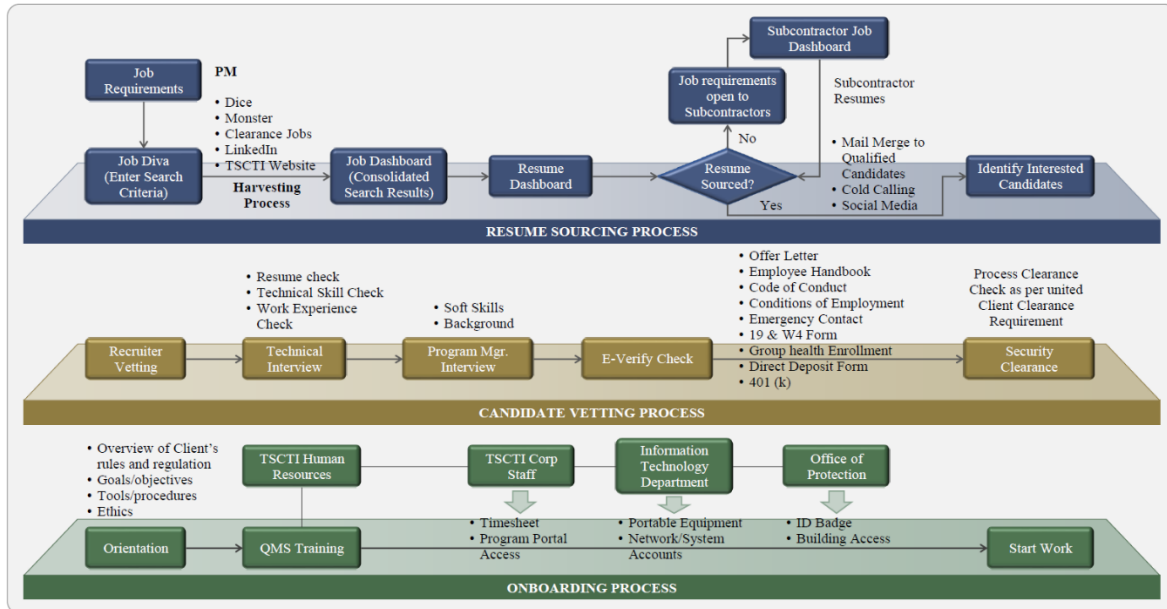 Job
Requirements
PM
• Dice
• Monster
• Clearance Jobs
• LinkedIn
• TSCTI Website
Job Diva
(Enter Search
Criteria)
Harvesting
Process
Job Dashboard
(Consolidated
Search Results)
Resume
Dashboard
Resume
Sourced?
No
Yes
Job requirements
open to
Subcontractors
Subcontractor Job
Dashboard
Subcontractor
Resumes
• Mail Merge to
Qualified
Candidates
• Cold Calling
• Social Media
Identify Interested
Candidates
RESUME SOURCING PROCESS
Recruiter
Vetting
• Resume check
• Technical Skill Check
• Work Experience
Check
Technical
Interview
• Soft Skills
• Background
Program Mgr.
Interview
E-Verify Check
• Offer Letter
• Employee Handbook
• Code of Conduct
• Conditions of Employment
• Emergency Contact
• 19 & W4 Form
• Group health Enrollment
• Direct Deposit Form
• 401 (k)
Process Clearance
Check as per united
Client Clearance
Requirement
Security
Clearance
CANDIDATE VETTING PROCESS
• Overview of Client's
rules and regulation
• Goals/objectives
• Tools/procedures
• Ethics
Orientation
TSCTI Human
Resources
QMS Training
TSCTI Corp
Staff
• Timesheet
• Program Portal
Access
Information
Technology
Department
• Portable Equipment
• Network/System
Accounts
Office of
Protection
• ID Badge
• Building Access
Start Work
ONBOARDING PROCESS